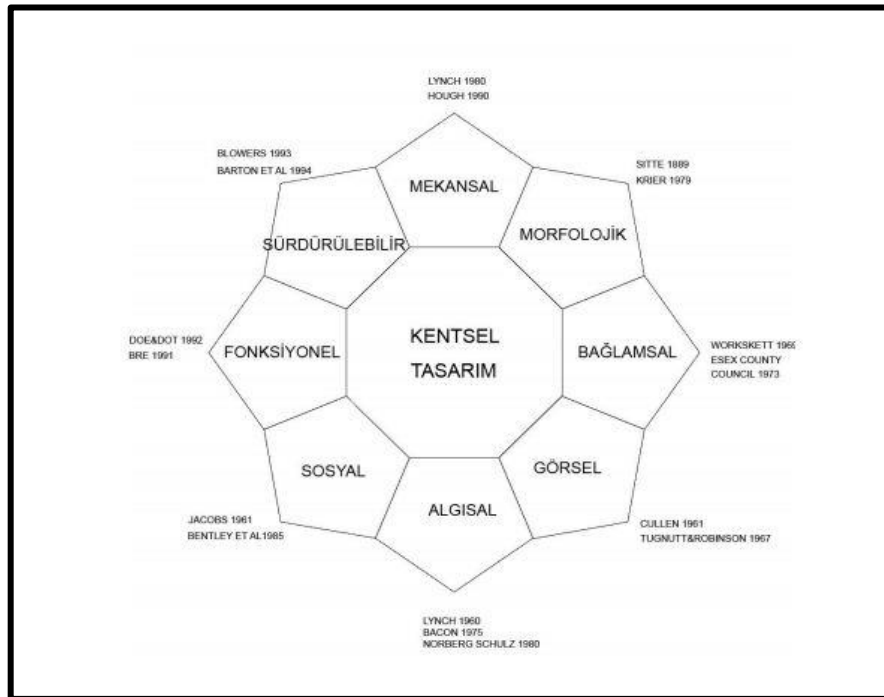 LYNCH 1980
HOUGH 1990
BLOWERS 1993
BARTON ET AL 1994
SITTE 1889
KRIER 1979
MEKANSAL
SÜRDÜRÜLEBİLİR
MORFOLOJİK
DOE&DOT 1992
BRE 1991
FONKSİYONEL
KENTSEL
TASARIM
BAĞLAMSAL
WORKSKETT 1969
ESEX COUNTY
COUNCIL 1973
SOSYAL
GÖRSEL
ALGISAL
JACOBS 1961
BENTLEY ET AL1985
CULLEN 1961
TUGNUTT&ROBINSON 1967
LYNCH 1960
BACON 1975
NORBERG SCHULZ 1980